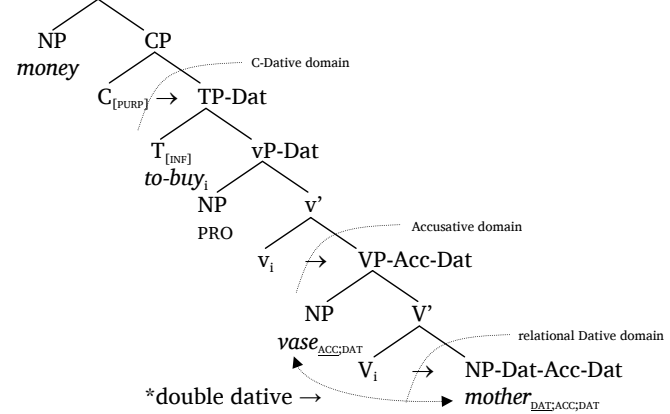 NP CP
money
C-Dative domain
C[PURP] → TP-Dat
T[INF] vP-Dat
to-buyi
NP v’
PRO
Accusative domain
vi → VP-Acc-Dat
NP V’
vaseACC;DAT
relational Dative domain
Vi → NP-Dat-Acc-Dat
*double dative → motherDAT;ACC;DAT